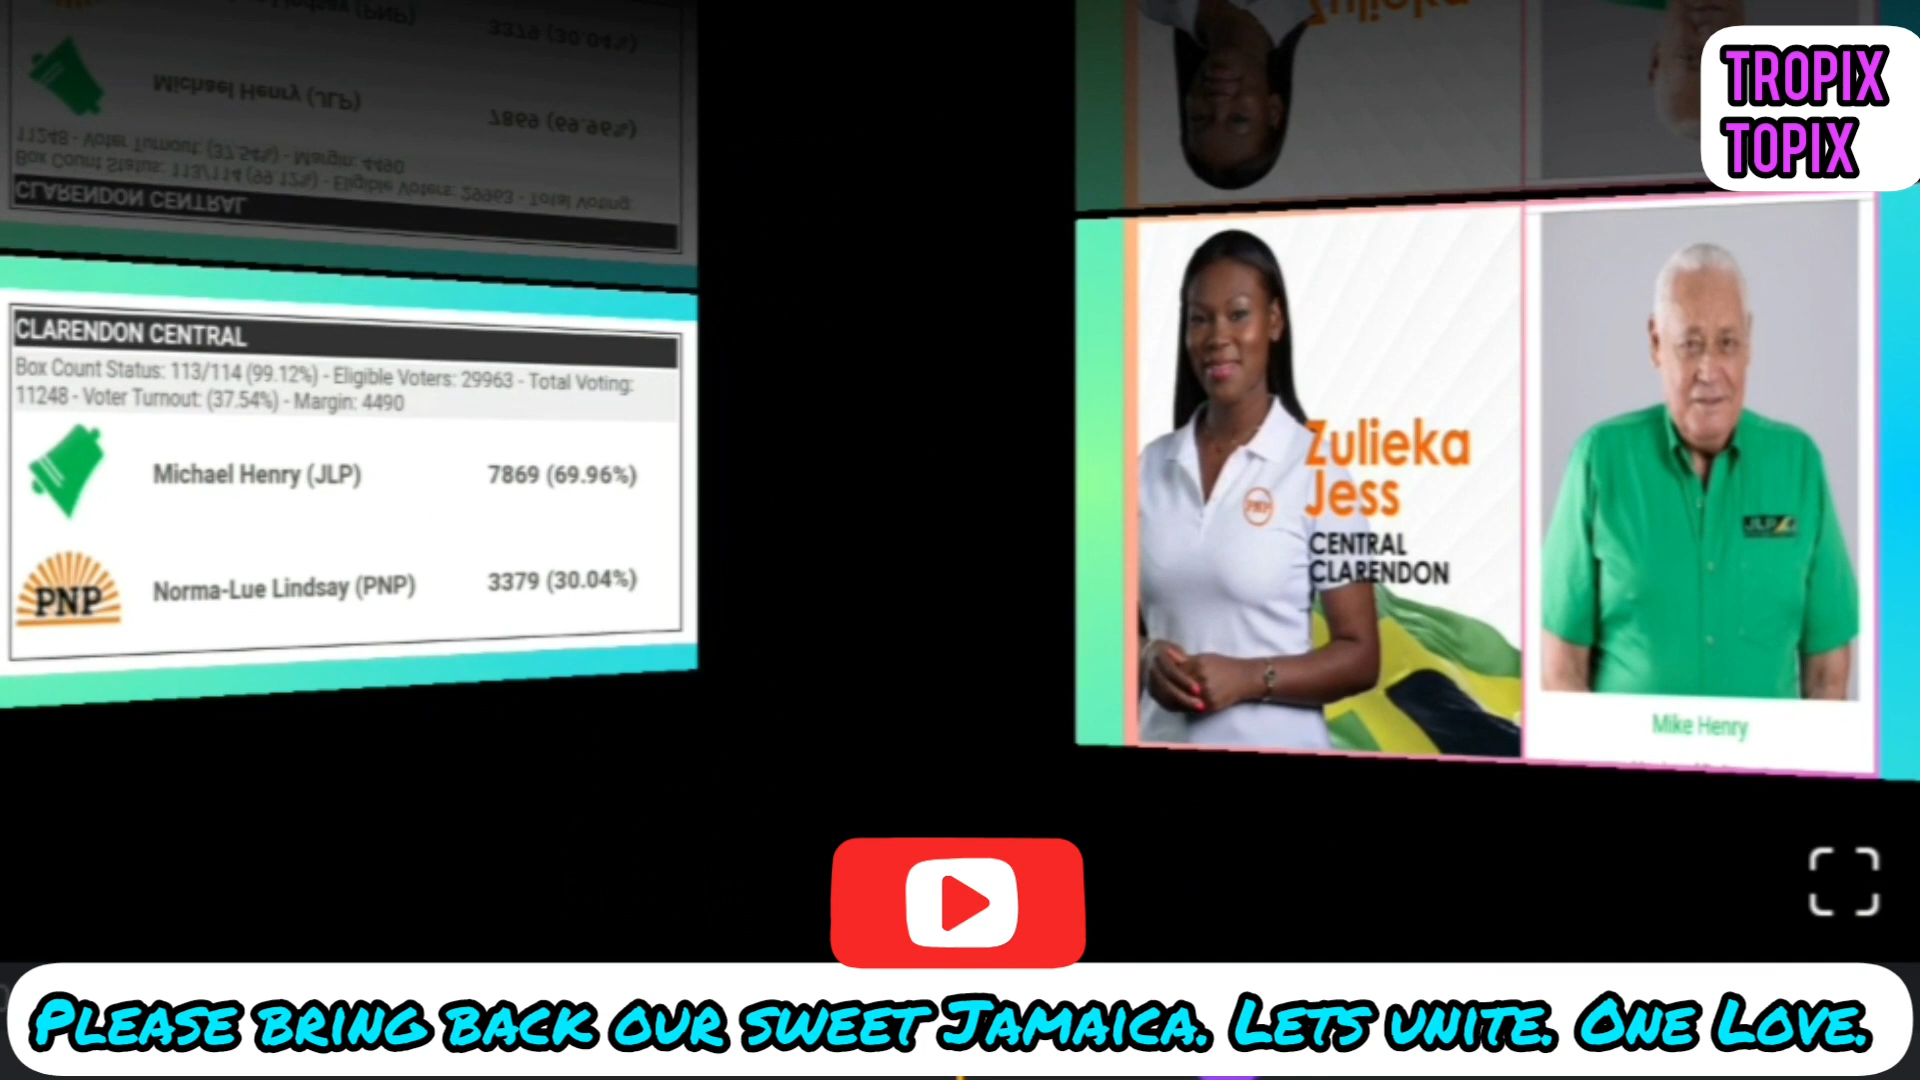 TROPIX
TOPIX
CLARENDON CENTRAL
Box Count Status: 113/114 (99.12%) - Eligible Voters: 29963 - Total Voting:
11248 - Voter Turnout: (37.54%) - Margin: 4490
Michael Henry (JLP) 7869 (69.96%)
PNP
Norma-Lue Lindsay (PNP) 3379 (30.04%)
PNP
Zulieka
Jess
CENTRAL
CLARENDON
JLP
Mike Henry
PLEASE BRING BACK OUR SWEET JAMAICA. LETS UNITE. ONE LOVE.